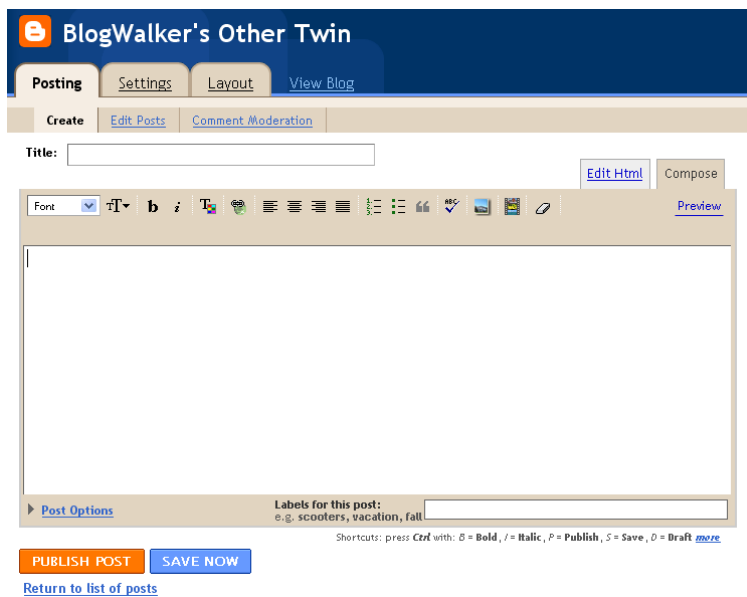 BlogWalker's Other Twin
Posting Settings Layout View Blog
Create Edit Posts Comment Moderation
Title:
Edit Html Compose
Font TT b i T ABC Preview
Post Options
Labels for this post:
e.g. scooters, vacation, fall
Shortcuts: press Ctrl with: B = Bold, I = Italic, P = Publish, S = Save, D = Draft more
PUBLISH POST SAVE NOW
Return to list of posts